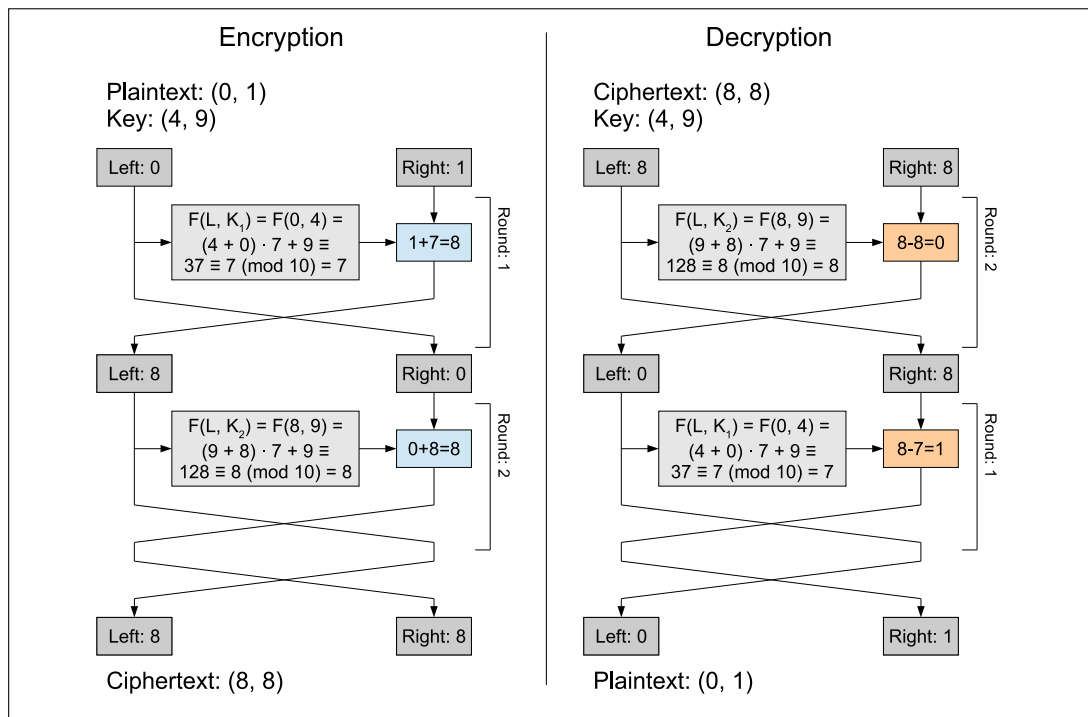 Encryption
Plaintext: (0, 1)
Key: (4, 9)
Left: 0
Right: 1
F(L, K₁) = F(0, 4) =
(4 + 0) · 7 + 9 ≡
37 ≡ 7 (mod 10) = 7
1+7=8
Round: 1
Left: 8
Right: 0
F(L, K₂) = F(8, 9) =
(9 + 8) · 7 + 9 ≡
128 ≡ 8 (mod 10) = 8
0+8=8
Round: 2
Left: 8
Right: 8
Ciphertext: (8, 8)
Decryption
Ciphertext: (8, 8)
Key: (4, 9)
Left: 8
Right: 8
F(L, K₂) = F(8, 9) =
(9 + 8) · 7 + 9 ≡
128 ≡ 8 (mod 10) = 8
8-8=0
Round: 2
Left: 0
Right: 8
F(L, K₁) = F(0, 4) =
(4 + 0) · 7 + 9 ≡
37 ≡ 7 (mod 10) = 7
8-7=1
Round: 1
Left: 0
Right: 1
Plaintext: (0, 1)